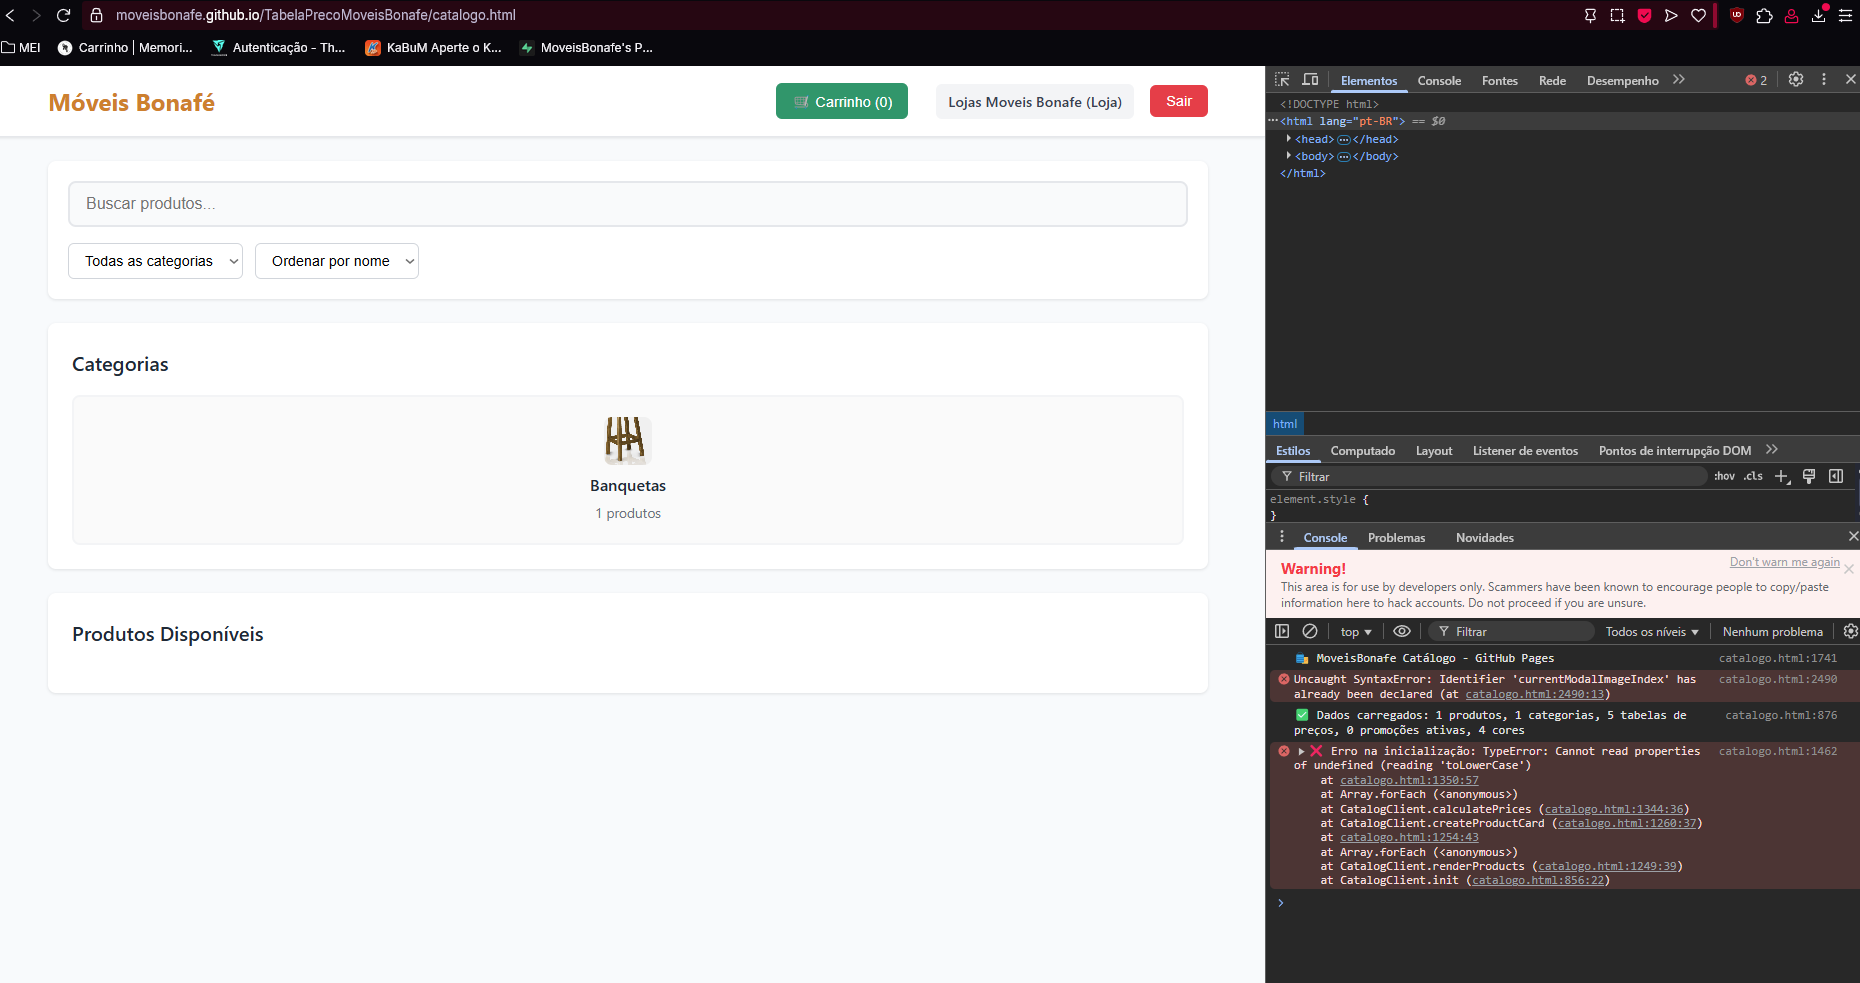 moveisbonafe.github.io/TabelaPrecoMoveisBonafe/catalogo.html
MEI
Carrinho | Memori...
Autenticação - Th...
KaBuM Aperte o K...
MoveisBonafe's P...
Móveis Bonafé
Carrinho (0)
Lojas Moveis Bonafe (Loja)
Sair
Buscar produtos...
Todas as categorias
Ordenar por nome
Categorias
Banquetas
1 produtos
Produtos Disponíveis
Elementos Console Fontes Rede Desempenho 2
<!DOCTYPE html>
<html lang="pt-BR"> == $0
<head> </head>
<body> </body>
</html>
html
Estilos Computado Layout Listener de eventos Pontos de interrupção DOM
Filtrar :hov .cls
element.style {
}
Console Problemas Novidades
Don't warn me again
Warning!
This area is for use by developers only. Scammers have been known to encourage people to copy/paste
information here to hack accounts. Do not proceed if you are unsure.
top Filtrar Todos os níveis Nenhum problema
MoveisBonafe Catálogo - GitHub Pages catalogo.html:1741
Uncaught SyntaxError: Identifier 'currentModalImageIndex' has catalogo.html:2490
already been declared (at catalogo.html:2490:13)
✅ Dados carregados: 1 produtos, 1 categorias, 5 tabelas de catalogo.html:876
preços, 0 promoções ativas, 4 cores
❌ Erro na inicialização: TypeError: Cannot read properties catalogo.html:1462
of undefined (reading 'toLowerCase')
at catalogo.html:1350:57
at Array.forEach (<anonymous>)
at CatalogClient.calculatePrices (catalogo.html:1344:36)
at CatalogClient.createProductCard (catalogo.html:1260:37)
at catalogo.html:1254:43
at Array.forEach (<anonymous>)
at CatalogClient.renderProducts (catalogo.html:1249:39)
at CatalogClient.init (catalogo.html:856:22)